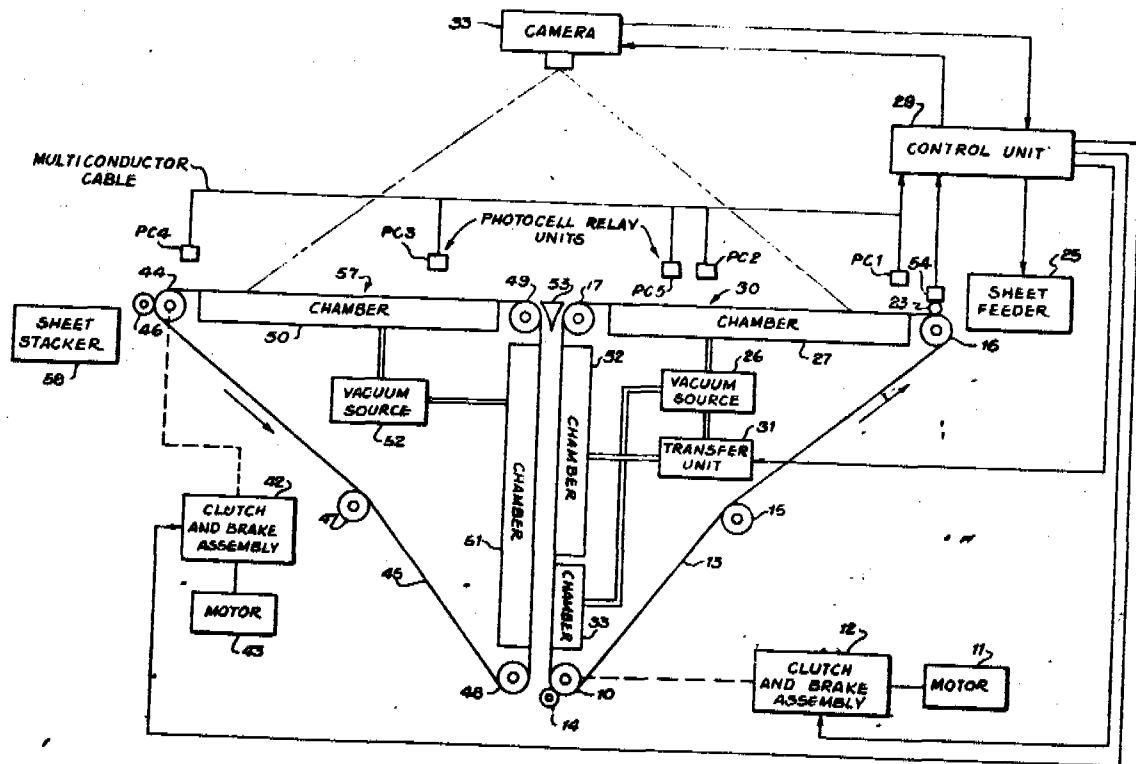 33
CAMERA
29
CONTROL UNIT
MULTICONDUCTOR
CABLE
PC4
PC3
PHOTOCELL RELAY
UNITS
PC5
PC2
PC1
54
23
25
SHEET
FEEDER
44
46
57
49
53
17
30
16
SHEET
STACKER
58
CHAMBER
50
CHAMBER
27
VACUUM
SOURCE
52
52
CHAMBER
26
VACUUM
SOURCE
31
TRANSFER
UNIT
42
CLUTCH
AND BRAKE
ASSEMBLY
47
CHAMBER
51
15
13
45
MOTOR
43
CHAMBER
33
48
14
10
12
CLUTCH
AND BRAKE
ASSEMBLY
11
MOTOR